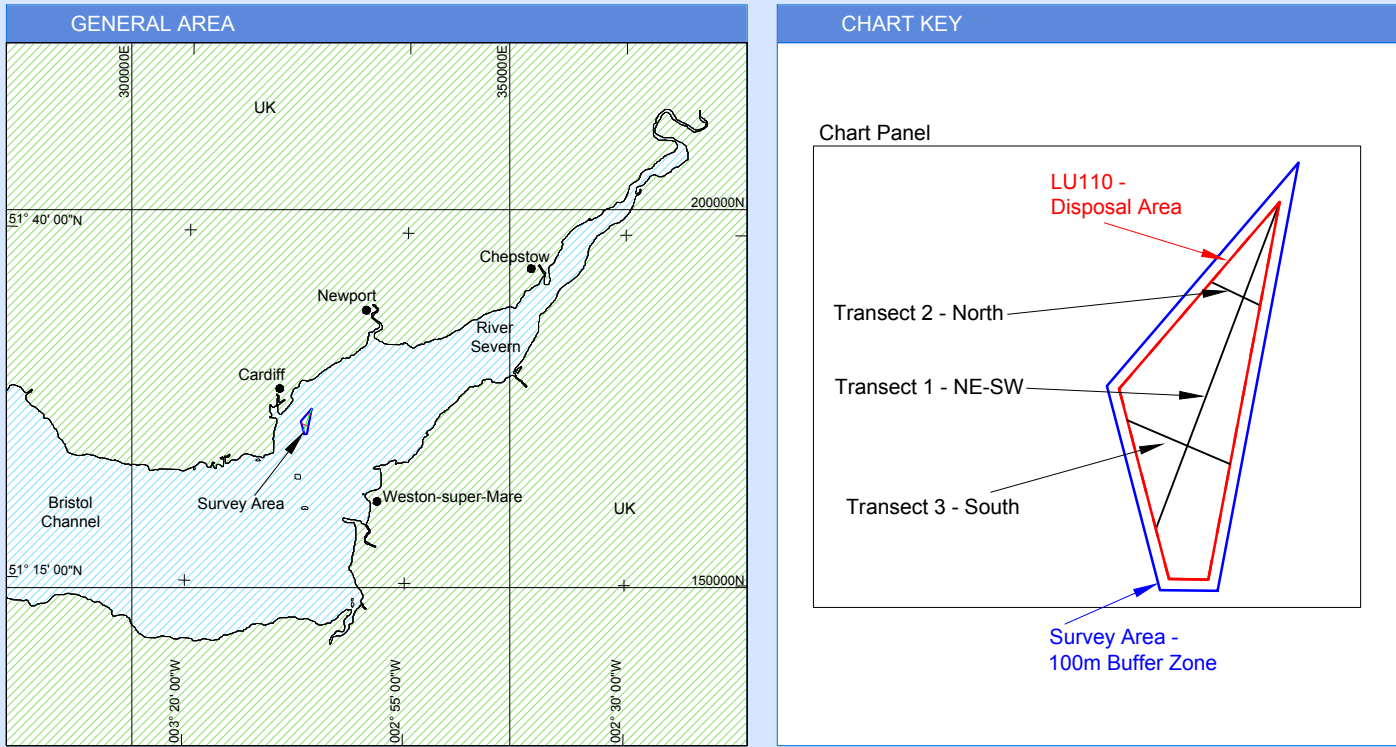 GENERAL AREA
300000E
350000E
UK
51° 40' 00"N
200000N
Chepstow
Newport
River
Severn
Cardiff
Survey Area
Weston-super-Mare
Bristol
Channel
UK
51° 15' 00"N
150000N
003° 20' 00"W
002° 55' 00"W
002° 30' 00"W
CHART KEY
Chart Panel
LU110 -
Disposal Area
Transect 2 - North
Transect 1 - NE-SW
Transect 3 - South
Survey Area -
100m Buffer Zone